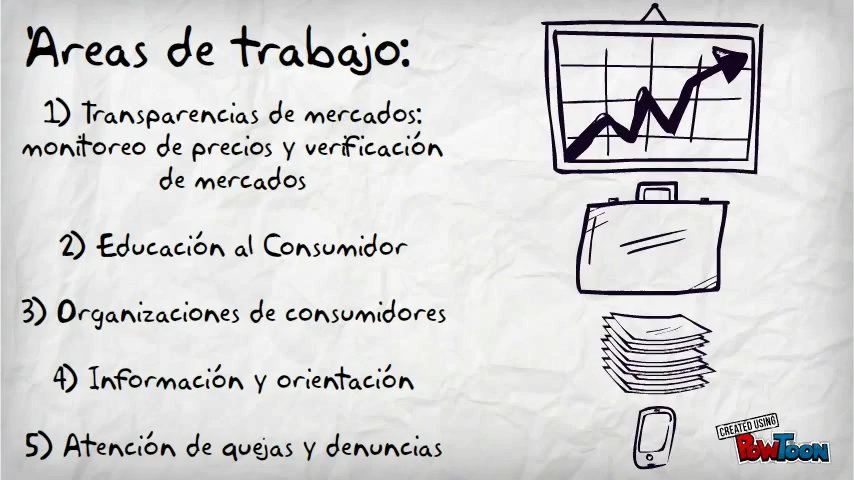 'Areas de trabajo:
1) Transparencias de mercados:
monitoreo de precios y verificación
de mercados
2) Educación al Consumidor
3) Organizaciones de consumidores
4) Información y orientación
5) Atención de quejas y denuncias
CREATED USING
POWTOON